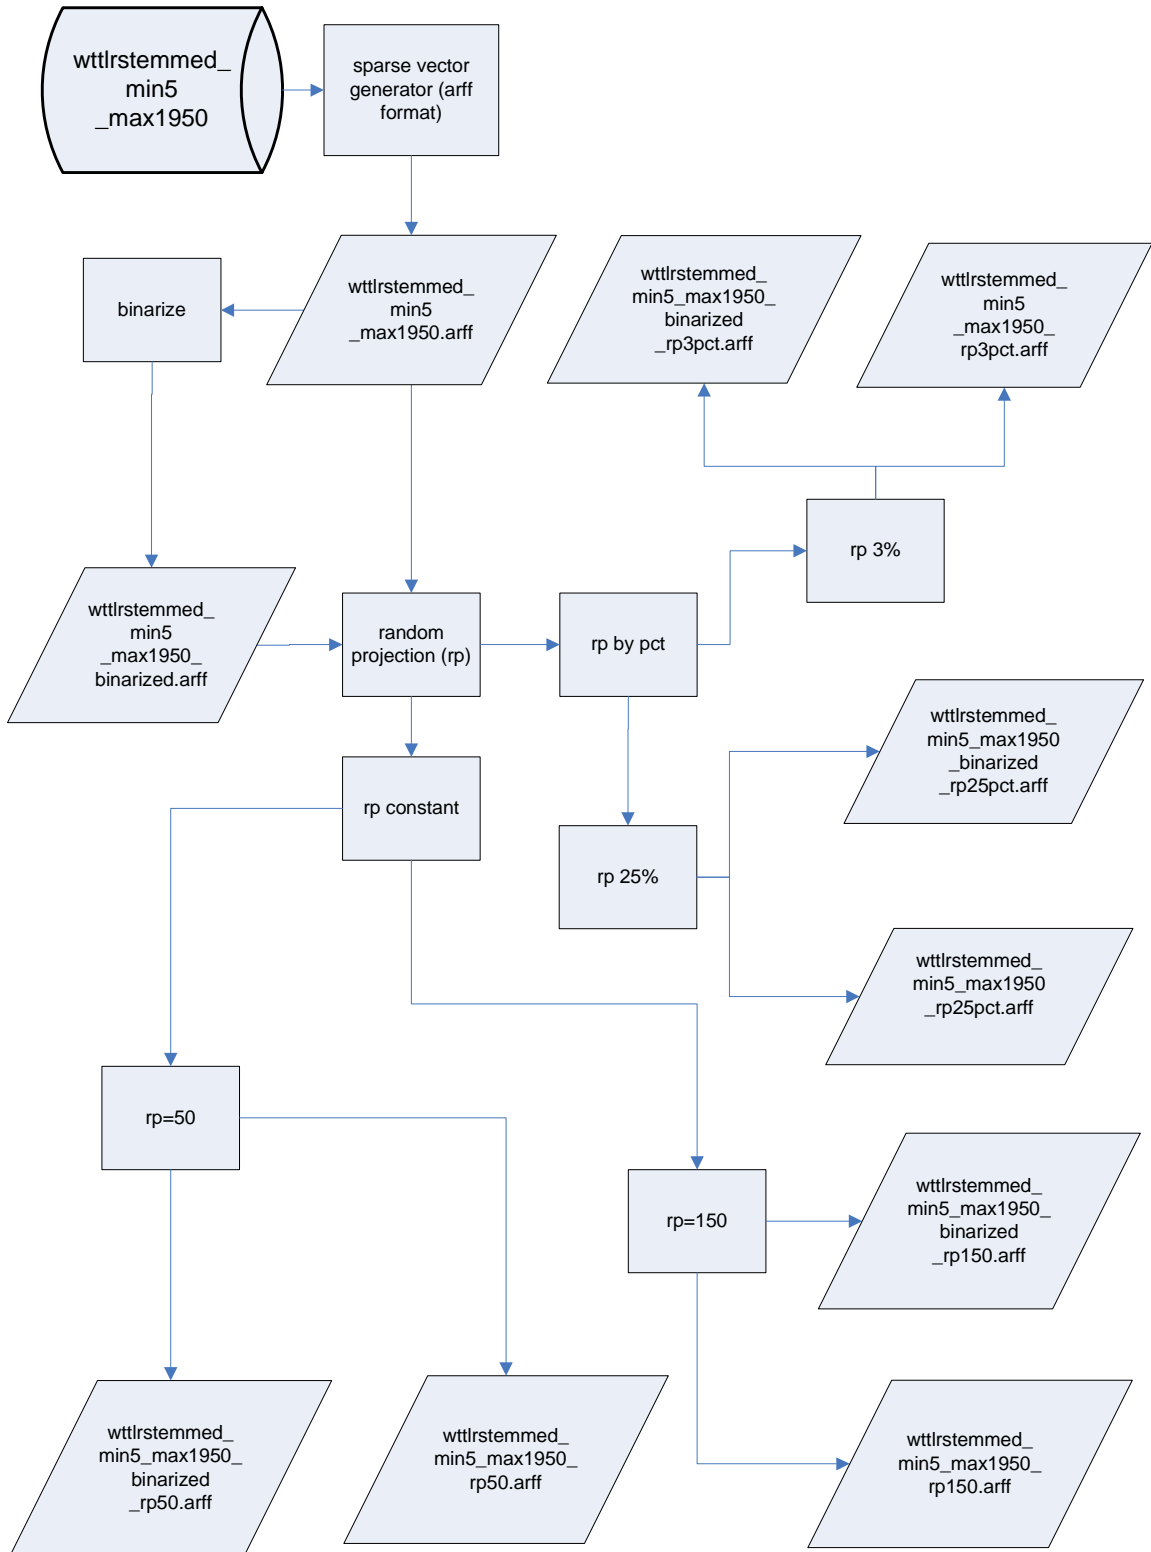 wttlrstemmed_
min5
_max1950
sparse vector
generator (arff
format)
wttlrstemmed_
min5
_max1950.arff
wttlrstemmed_
min5_max1950_
binarized
_rp3pct.arff
wttlrstemmed_
min5
_max1950_
rp3pct.arff
binarize
rp 3%
wttlrstemmed_
min5
_max1950_
binarized.arff
random
projection (rp)
rp by pct
wttlrstemmed_
min5_max1950
_binarized
_rp25pct.arff
rp constant
rp 25%
wttlrstemmed_
min5_max1950
_rp25pct.arff
rp=50
rp=150
wttlrstemmed_
min5_max1950_
binarized
_rp150.arff
wttlrstemmed_
min5_max1950_
binarized
_rp50.arff
wttlrstemmed_
min5_max1950_
rp50.arff
wttlrstemmed_
min5_max1950_
rp150.arff